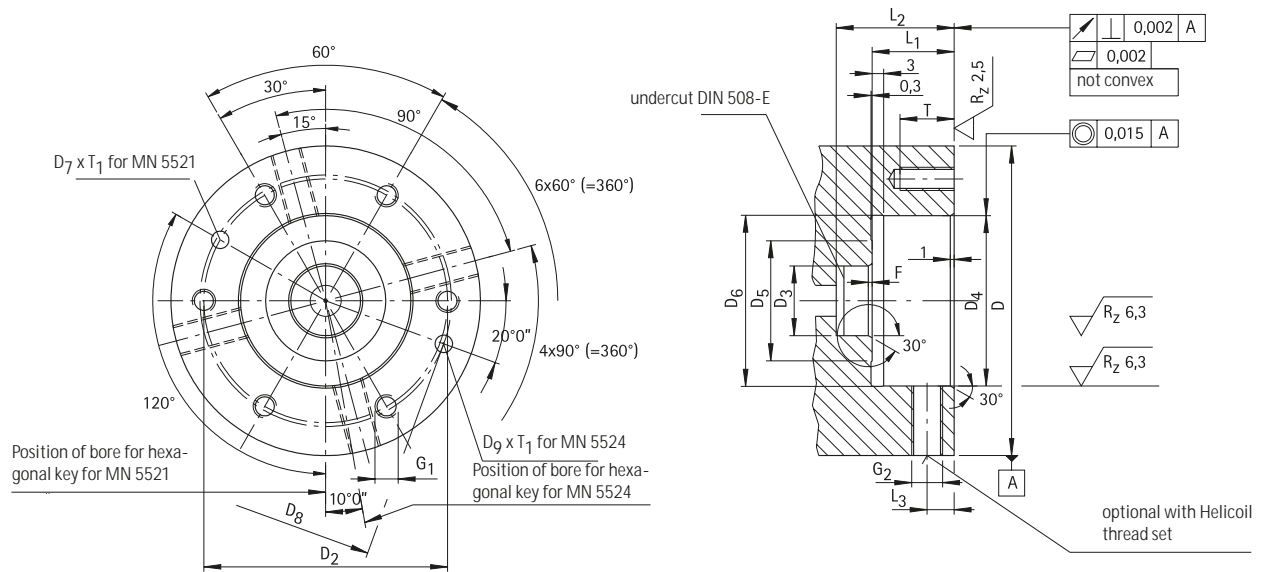 60°
30°
15°
90°
D7 x T1 for MN 5521
6x60° (=360°)
20°0"
4x90° (=360°)
120°
D9 x T1 for MN 5524
Position of bore for hexa-
gonal key for MN 5521
G1
Position of bore for hexa-
gonal key for MN 5524
10°0"
D8
D2
L2
L1
3
0,3
T
Rz 2,5
0,002 A
0,002
not convex
0,015 A
undercut DIN 508-E
1
F
D6
D5
D3
D4
D
30°
30°
Rz 6,3
Rz 6,3
G2
L3
A
optional with Helicoil
thread set